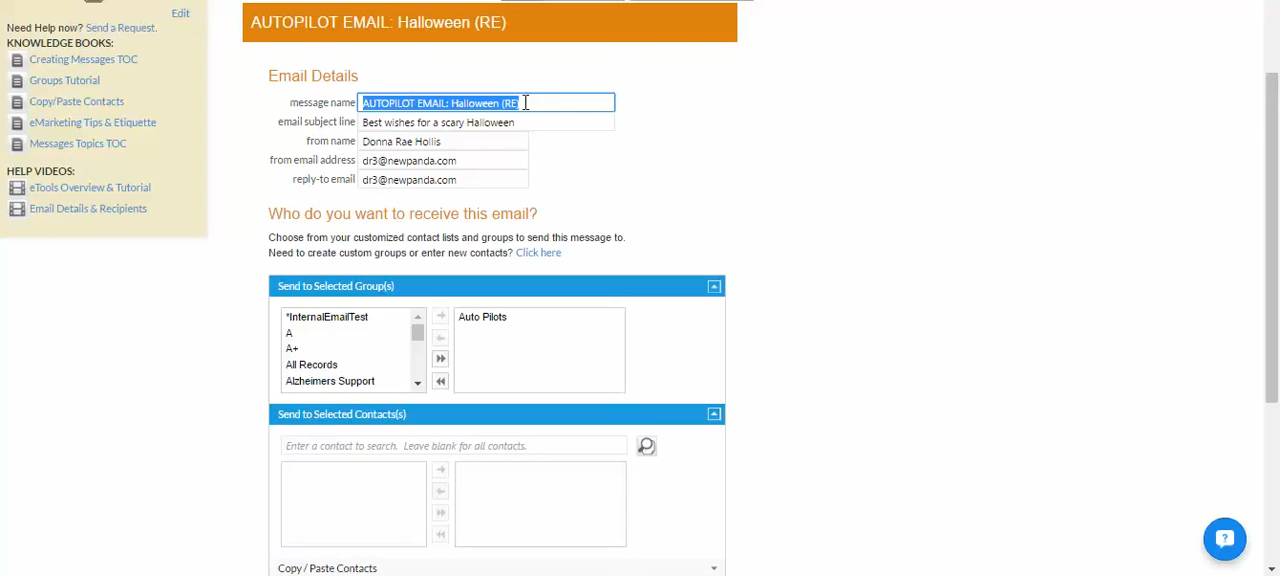 Edit
Need Help now? Send a Request.
KNOWLEDGE BOOKS:
Creating Messages TOC
Groups Tutorial
Copy/Paste Contacts
eMarketing Tips & Etiquette
Messages Topics TOC
HELP VIDEOS:
eTools Overview & Tutorial
Email Details & Recipients
AUTOPILOT EMAIL: Halloween (RE)
Email Details
message name AUTOPILOT EMAIL: Halloween (RE)
email subject line Best wishes for a scary Halloween
from name Donna Rae Hollis
from email address dr3@newpanda.com
reply-to email dr3@newpanda.com
Who do you want to receive this email?
Choose from your customized contact lists and groups to send this message to.
Need to create custom groups or enter new contacts? Click here
Send to Selected Group(s)
*InternalEmailTest
A
A+
All Records
Alzheimers Support
Auto Pilots
Send to Selected Contacts(s)
Enter a contact to search. Leave blank for all contacts.
Copy / Paste Contacts